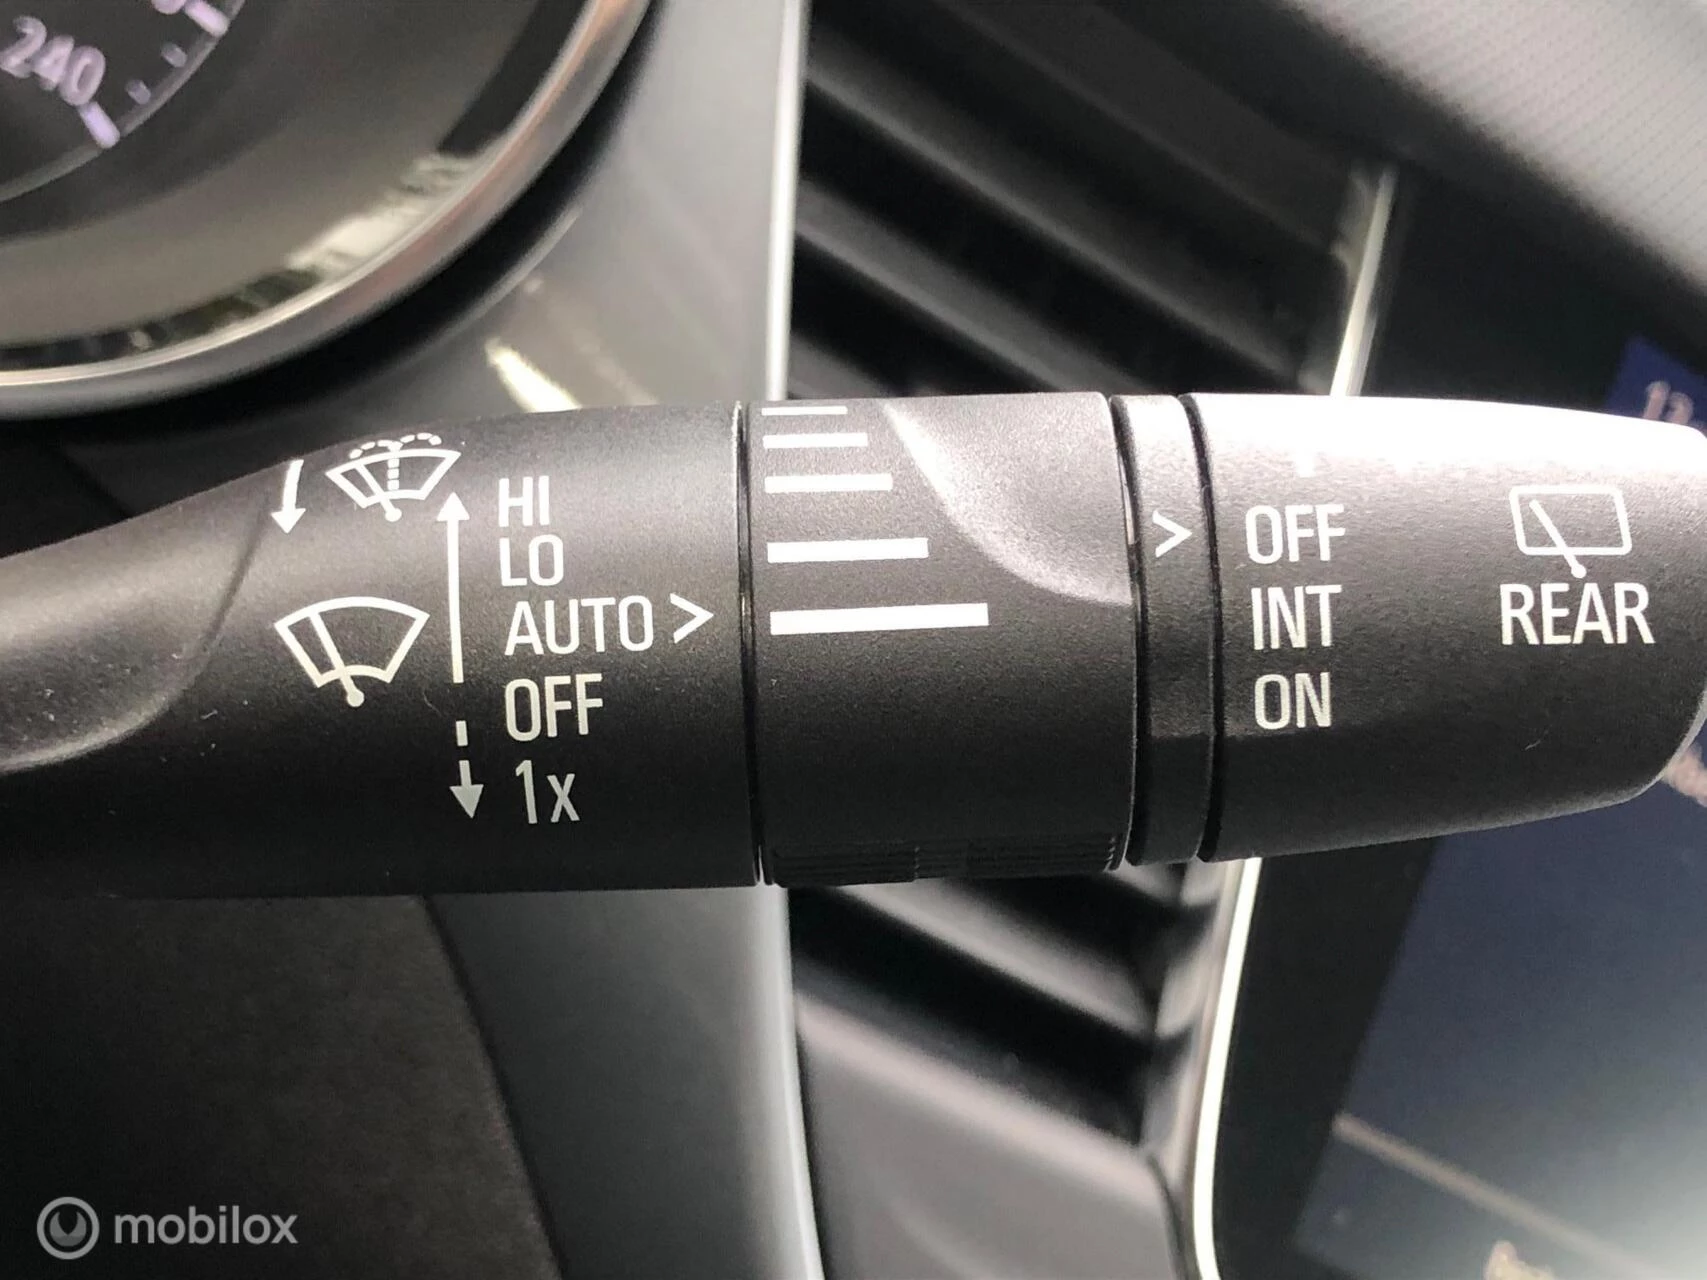 240
HI
LO
AUTO >
OFF
1x
> OFF
INT
ON
REAR
mobilox